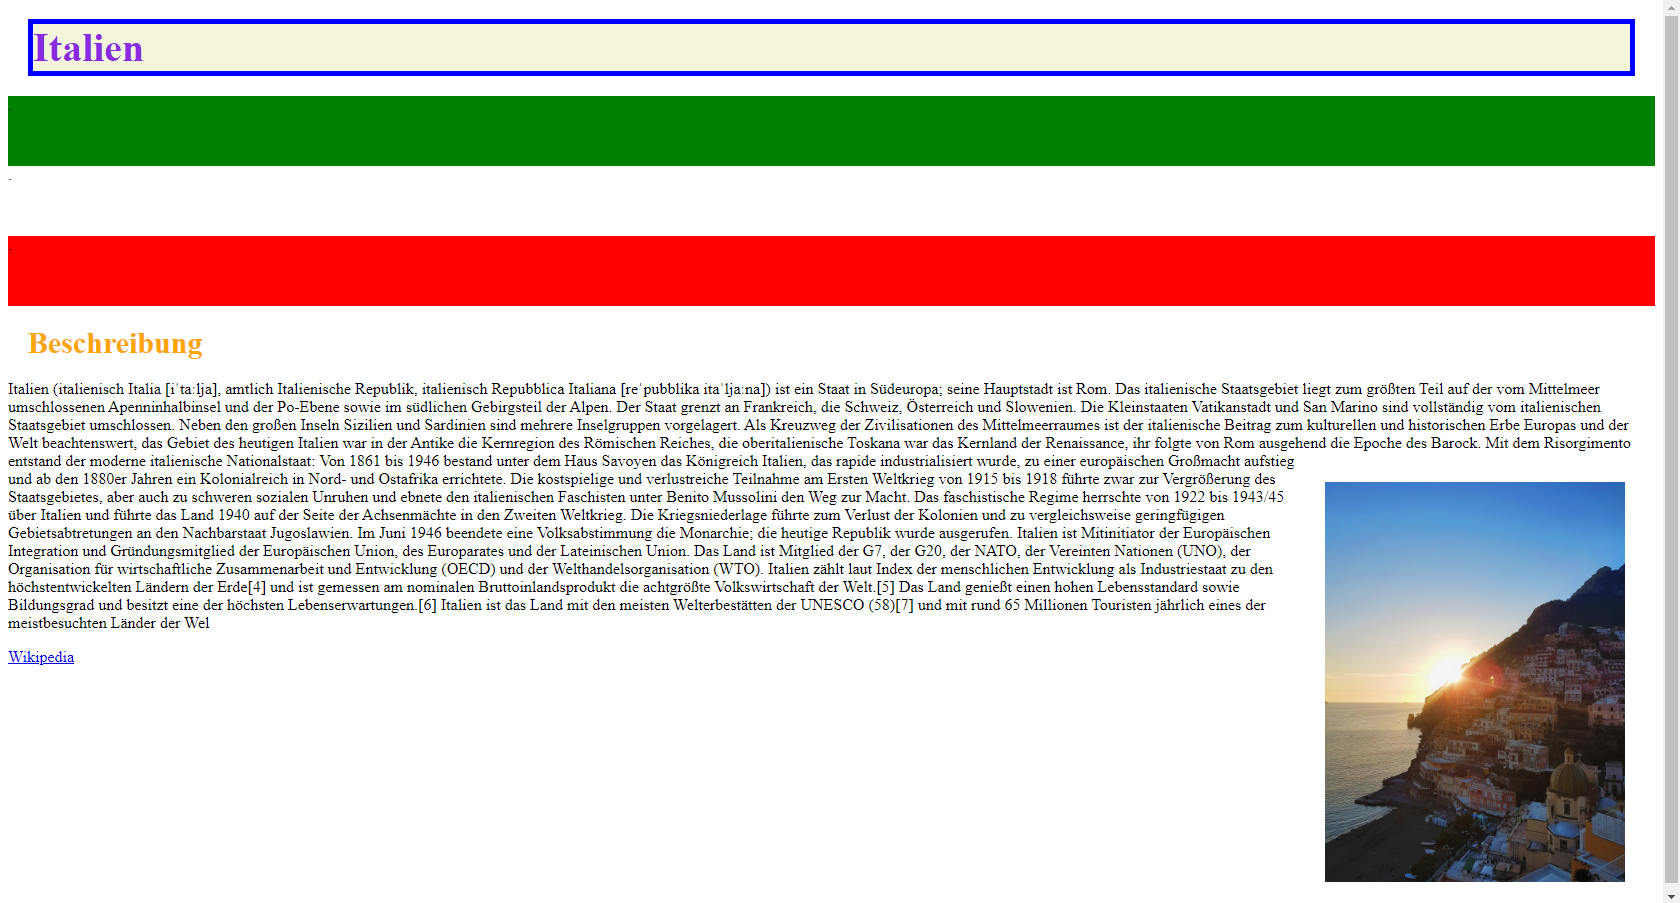 Italien
.
Beschreibung
Italien (italienisch Italia [iˈtaːlja], amtlich Italienische Republik, italienisch Repubblica Italiana [reˈpubblika itaˈljaːna]) ist ein Staat in Südeuropa; seine Hauptstadt ist Rom. Das italienische Staatsgebiet liegt zum größten Teil auf der vom Mittelmeer
umschlossenen Apenninhalbinsel und der Po-Ebene sowie im südlichen Gebirgsteil der Alpen. Der Staat grenzt an Frankreich, die Schweiz, Österreich und Slowenien. Die Kleinstaaten Vatikanstadt und San Marino sind vollständig vom italienischen
Staatsgebiet umschlossen. Neben den großen Inseln Sizilien und Sardinien sind mehrere Inselgruppen vorgelagert. Als Kreuzweg der Zivilisationen des Mittelmeerraumes ist der italienische Beitrag zum kulturellen und historischen Erbe Europas und der
Welt beachtenswert, das Gebiet des heutigen Italien war in der Antike die Kernregion des Römischen Reiches, die oberitalienische Toskana war das Kernland der Renaissance, ihr folgte von Rom ausgehend die Epoche des Barock. Mit dem Risorgimento
entstand der moderne italienische Nationalstaat: Von 1861 bis 1946 bestand unter dem Haus Savoyen das Königreich Italien, das rapide industrialisiert wurde, zu einer europäischen Großmacht aufstieg
und ab den 1880er Jahren ein Kolonialreich in Nord- und Ostafrika errichtete. Die kostspielige und verlustreiche Teilnahme am Ersten Weltkrieg von 1915 bis 1918 führte zwar zur Vergrößerung des
Staatsgebietes, aber auch zu schweren sozialen Unruhen und ebnete den italienischen Faschisten unter Benito Mussolini den Weg zur Macht. Das faschistische Regime herrschte von 1922 bis 1943/45
über Italien und führte das Land 1940 auf der Seite der Achsenmächte in den Zweiten Weltkrieg. Die Kriegsniederlage führte zum Verlust der Kolonien und zu vergleichsweise geringfügigen
Gebietsabtretungen an den Nachbarstaat Jugoslawien. Im Juni 1946 beendete eine Volksabstimmung die Monarchie; die heutige Republik wurde ausgerufen. Italien ist Mitinitiator der Europäischen
Integration und Gründungsmitglied der Europäischen Union, des Europarates und der Lateinischen Union. Das Land ist Mitglied der G7, der G20, der NATO, der Vereinten Nationen (UNO), der
Organisation für wirtschaftliche Zusammenarbeit und Entwicklung (OECD) und der Welthandelsorganisation (WTO). Italien zählt laut Index der menschlichen Entwicklung als Industriestaat zu den
höchstentwickelten Ländern der Erde[4] und ist gemessen am nominalen Bruttoinlandsprodukt die achtgrößte Volkswirtschaft der Welt.[5] Das Land genießt einen hohen Lebensstandard sowie
Bildungsgrad und besitzt eine der höchsten Lebenserwartungen.[6] Italien ist das Land mit den meisten Welterbestätten der UNESCO (58)[7] und mit rund 65 Millionen Touristen jährlich eines der
meistbesuchten Länder der Wel
Wikipedia